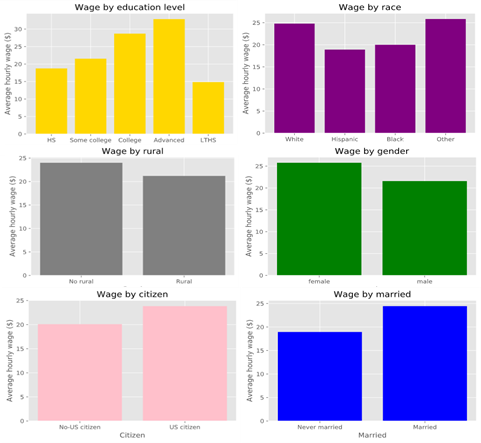 Wage by education level
Average hourly wage ($)
30
25
20
15
10
5
0
HS Some college College Advanced LTHS
Wage by race
Average hourly wage ($)
25
20
15
10
5
0
White Hispanic Black Other
Wage by rural
Average hourly wage ($)
25
20
15
10
5
0
No rural Rural
Wage by gender
Average hourly wage ($)
25
20
15
10
5
0
female male
Wage by citizen
Average hourly wage ($)
25
20
15
10
5
0
No-US citizen US citizen
Citizen
Wage by married
Average hourly wage ($)
25
20
15
10
5
0
Never married Married
Married